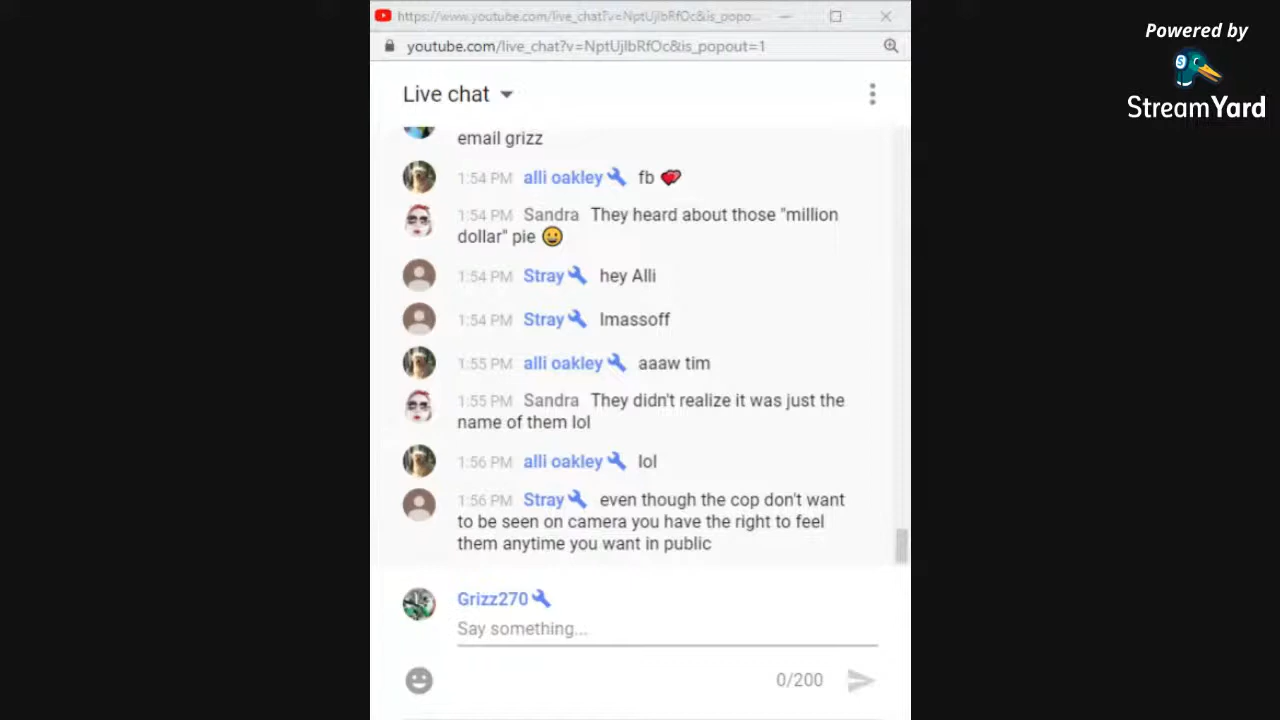 https://www.youtube.com/live_chat?v=NptUjlbRfOc&is_popo...
youtube.com/live_chat?v=NptUjlbRfOc&is_popout=1
Powered by
StreamYard
Live chat
email grizz
1:54 PM alli oakley fb
1:54 PM Sandra They heard about those "million
dollar" pie
1:54 PM Stray hey Alli
1:54 PM Stray lmassoff
1:55 PM alli oakley aaaw tim
1:55 PM Sandra They didn't realize it was just the
name of them lol
1:56 PM alli oakley lol
1:56 PM Stray even though the cop don't want
to be seen on camera you have the right to feel
them anytime you want in public
Grizz270
Say something...
0/200